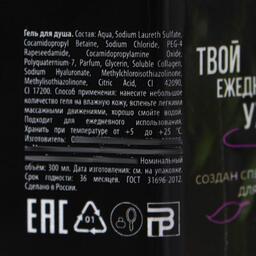 Гель для душа. Состав: Aqua, Sodium Laureth Sulfate,
Cocamidopropyl Betaine, Sodium Chloride, PEG-4
Rapeseedamide, Cocamidopropylamine Oxide,
Polyquaternium-7, Parfum, Glycerin, Soluble Collagen,
Sodium Hyaluronate, Methylchloroisothiazolinone,
Methylisothiazolinone, Citric Acid, CI 42090,
CI 17200. Способ применения: нанесите небольшое
количество геля на влажную кожу, вспеньте легкими
массажными движениями, хорошо смойте водой.
Подходит для ежедневного использования.
Хранить при температуре от +5 до +25 °С.
Изготовитель:
Номинальный
объем: 300 мл. Дата изготовления: см. на упаковке.
Срок годности: 36 месяцев. ГОСТ 31696-2012.
Сделано в России.
EAC
01
ТВОЙ
ЕЖЕДН
У
СОЗДАН СП
ДЛЯ